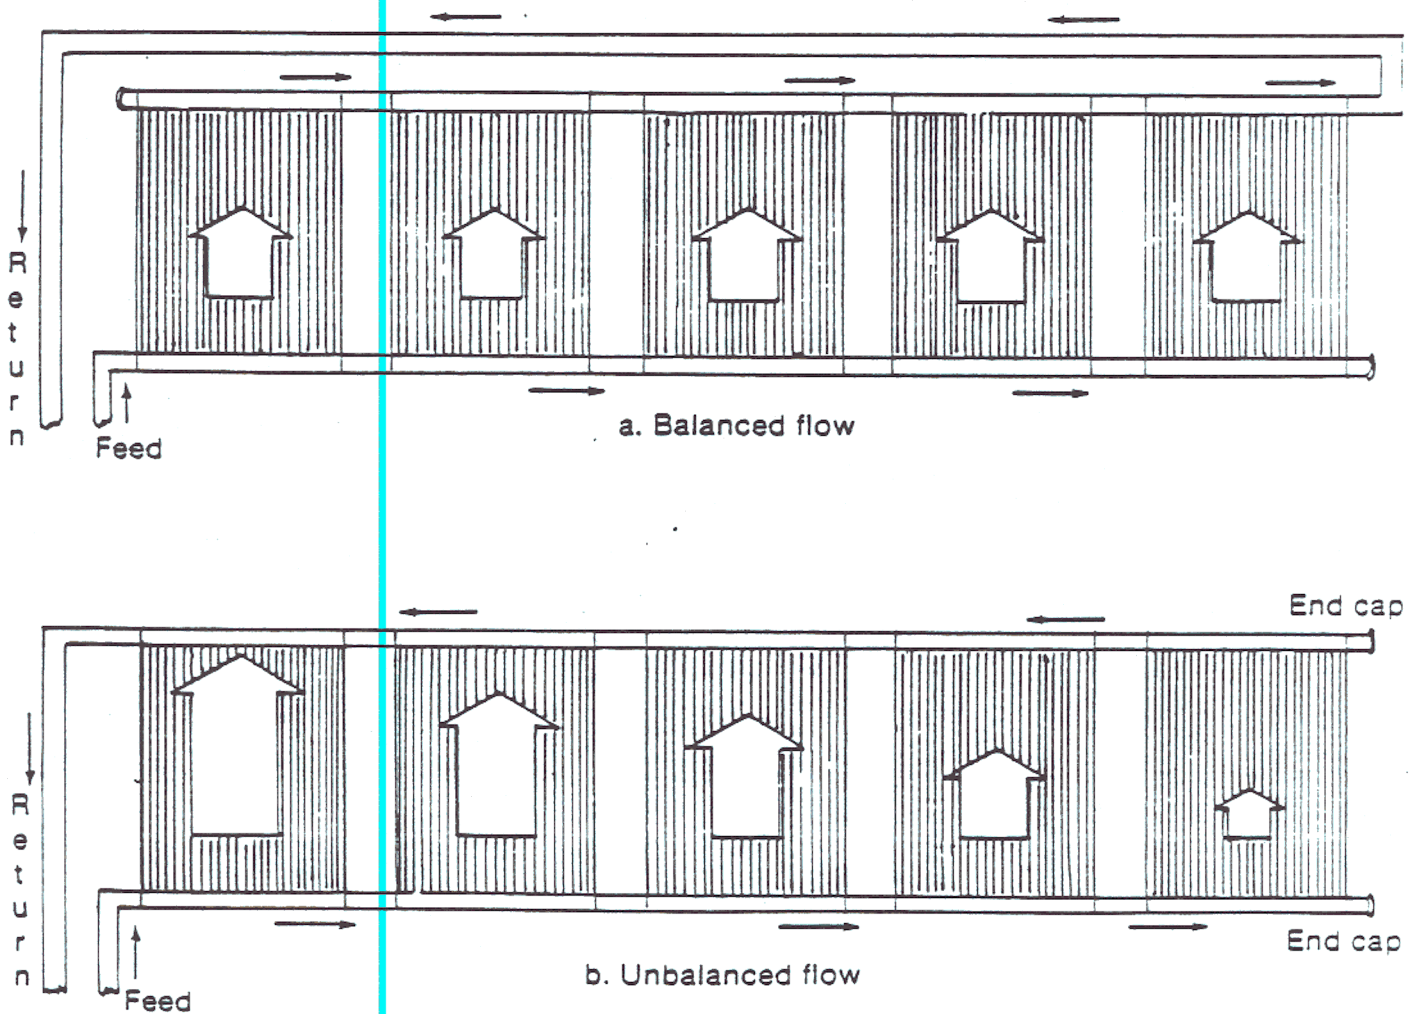 Return
Feed
a. Balanced flow
End cap
Return
End cap
b. Unbalanced flow
Feed